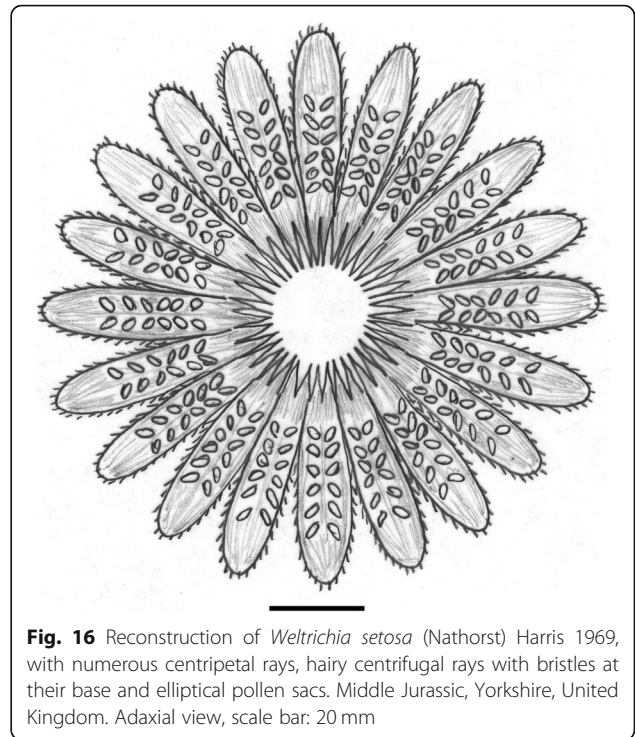 Fig. 16 Reconstruction of Weltrichia setosa (Nathorst) Harris 1969,
with numerous centripetal rays, hairy centrifugal rays with bristles at
their base and elliptical pollen sacs. Middle Jurassic, Yorkshire, United
Kingdom. Adaxial view, scale bar: 20 mm